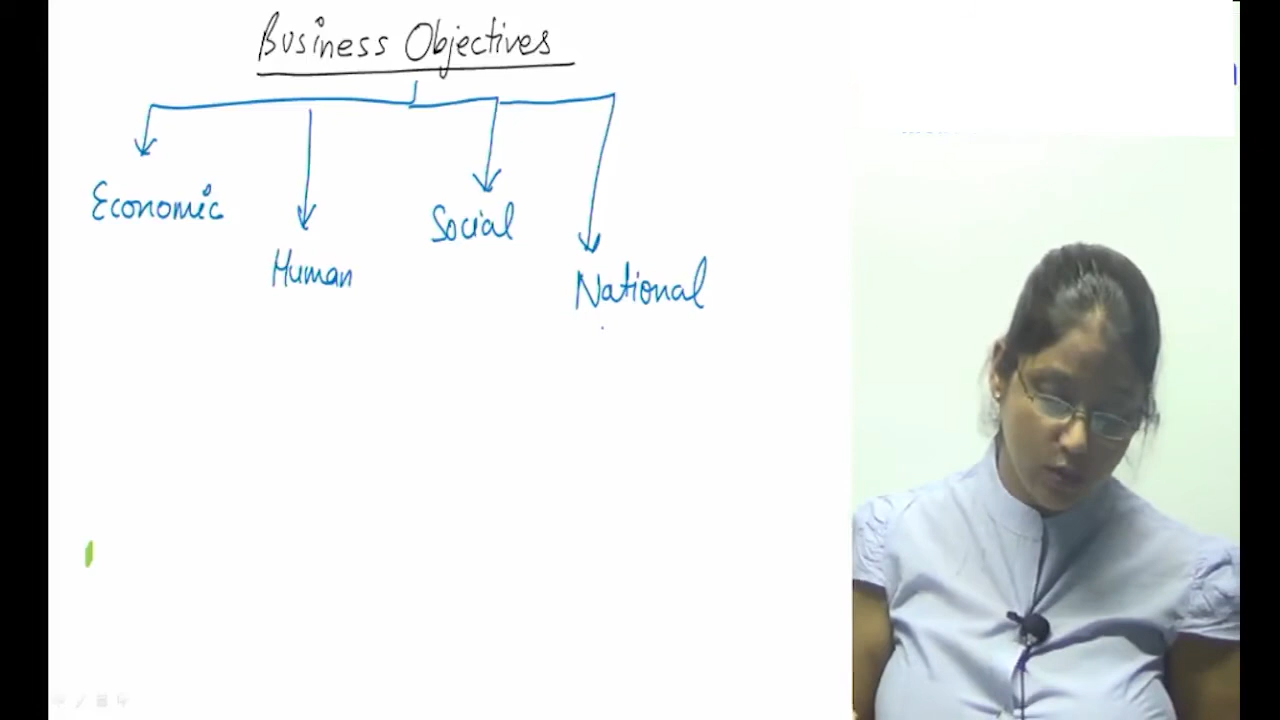 Business Objectives
Economic
Human
Social
National